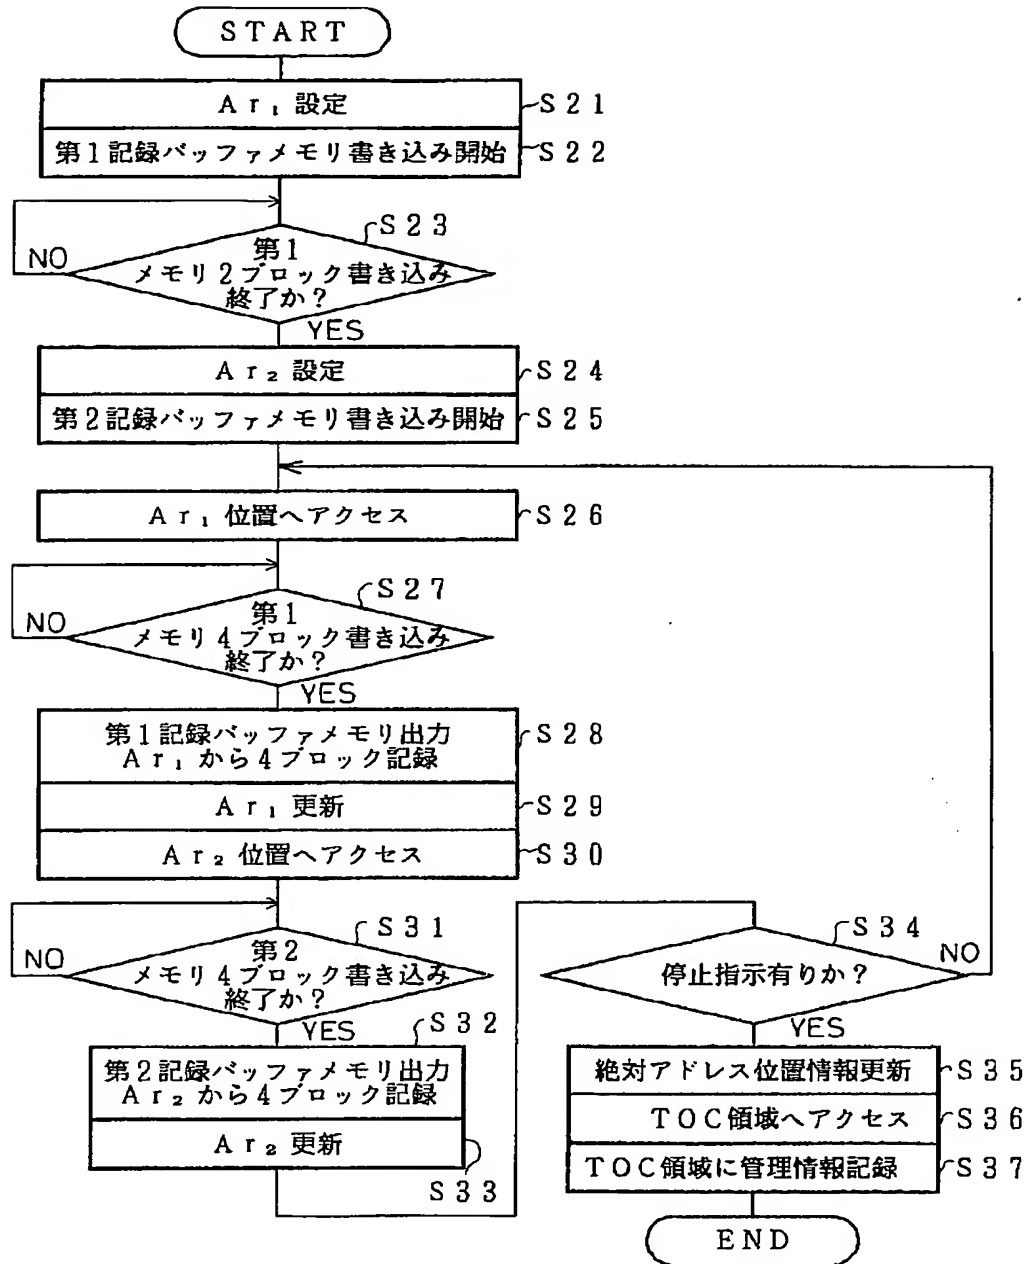 START
Ar₁ 設定
S21
第1記録バッファメモリ書き込み開始
S22
S23
第1
メモリ2ブロック書き込み
終了か?
NO
YES
Ar₂ 設定
S24
第2記録バッファメモリ書き込み開始
S25
Ar₁ 位置へアクセス
S26
S27
第1
メモリ4ブロック書き込み
終了か?
NO
YES
第1記録バッファメモリ出力
Ar₁ から4ブロック記録
S28
Ar₁ 更新
S29
Ar₂ 位置へアクセス
S30
S31
第2
メモリ4ブロック書き込み
終了か?
NO
YES
S32
第2記録バッファメモリ出力
Ar₂ から4ブロック記録
Ar₂ 更新
S33
S34
停止指示有りか?
NO
YES
絶対アドレス位置情報更新
S35
TOC領域へアクセス
S36
TOC領域に管理情報記録
S37
END